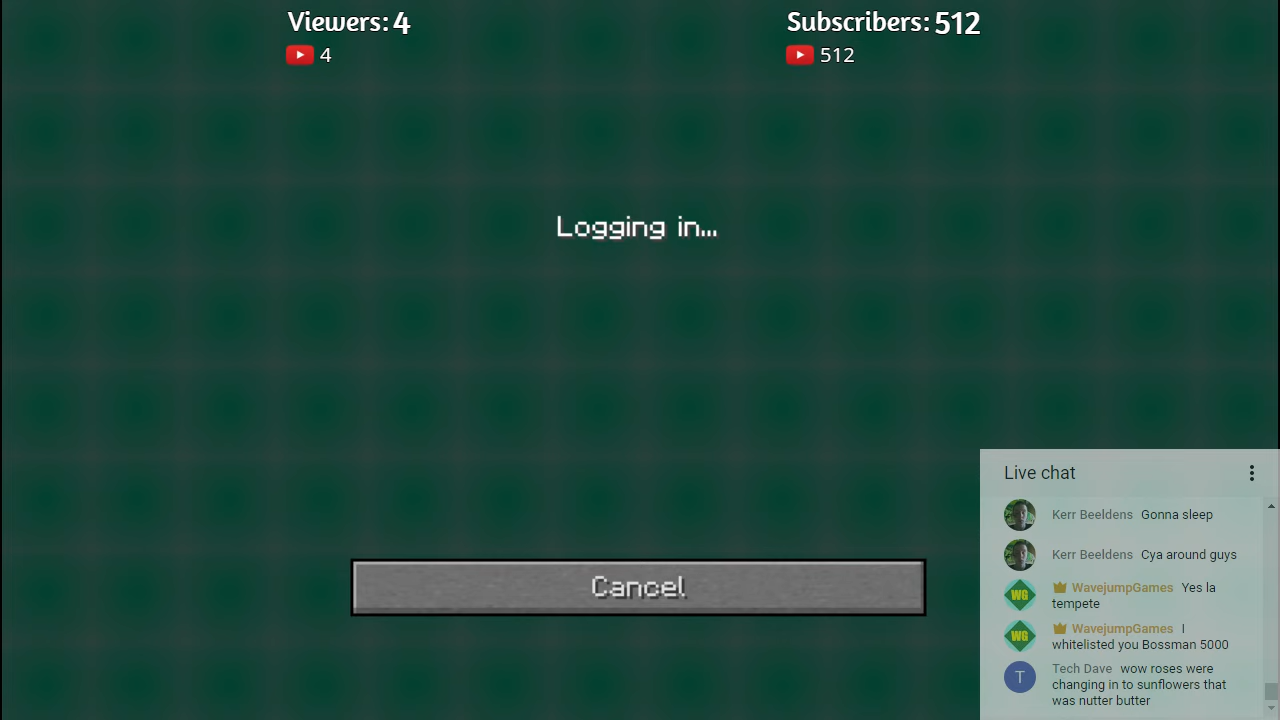 Viewers: 4
4
Subscribers: 512
512
Logging in...
Cancel
Live chat
Kerr Beeldens Gonna sleep
Kerr Beeldens Cya around guys
WG WavejumpGames Yes la
tempete
WG WavejumpGames I
whitelisted you Bossman 5000
T Tech Dave wow roses were
changing in to sunflowers that
was nutter butter